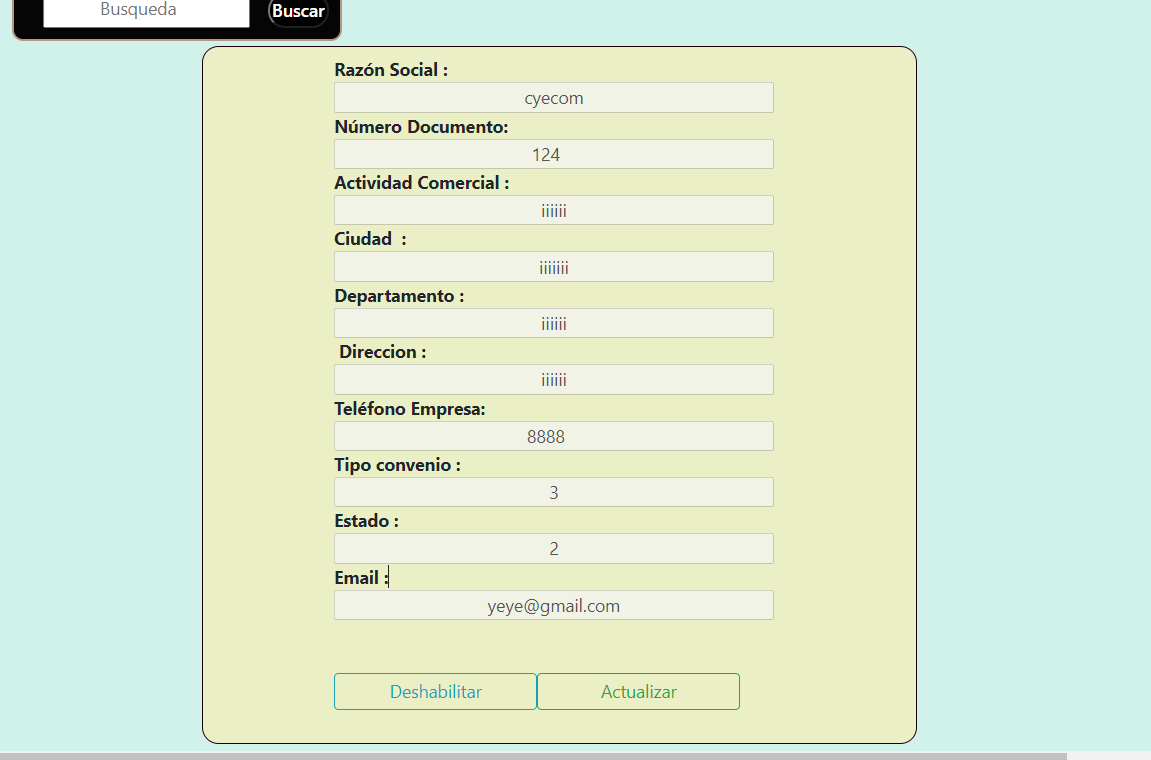 Busqueda Buscar
Razón Social :
cyecom
Número Documento:
124
Actividad Comercial :
iiiiii
Ciudad  :
iiiiiii
Departamento :
iiiiii
Direccion :
iiiiii
Teléfono Empresa:
8888
Tipo convenio :
3
Estado :
2
Email :
yeye@gmail.com
Deshabilitar Actualizar